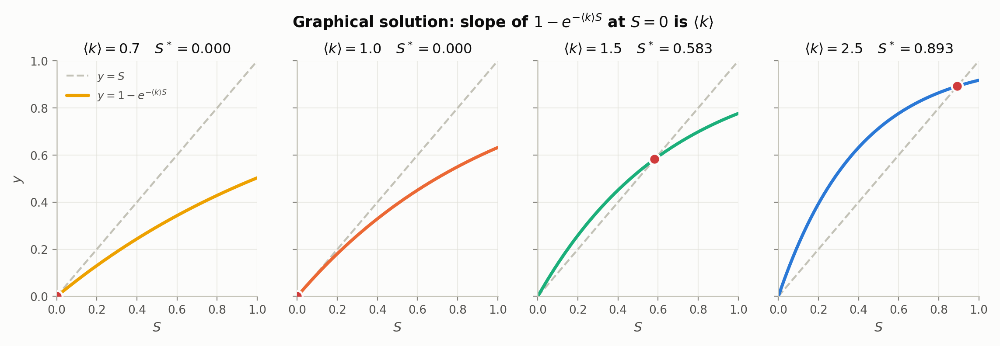 Graphical solution: slope of 1 − e^{−⟨k⟩S} at S = 0 is ⟨k⟩
⟨k⟩ = 0.7 S* = 0.000
⟨k⟩ = 1.0 S* = 0.000
⟨k⟩ = 1.5 S* = 0.583
⟨k⟩ = 2.5 S* = 0.893
y = S
y = 1 − e^{−⟨k⟩S}
1.0
0.8
0.6
0.4
0.2
0.0
y
0.0 0.2 0.4 0.6 0.8 1.0
0.0 0.2 0.4 0.6 0.8 1.0
0.0 0.2 0.4 0.6 0.8 1.0
0.0 0.2 0.4 0.6 0.8 1.0
S
S
S
S